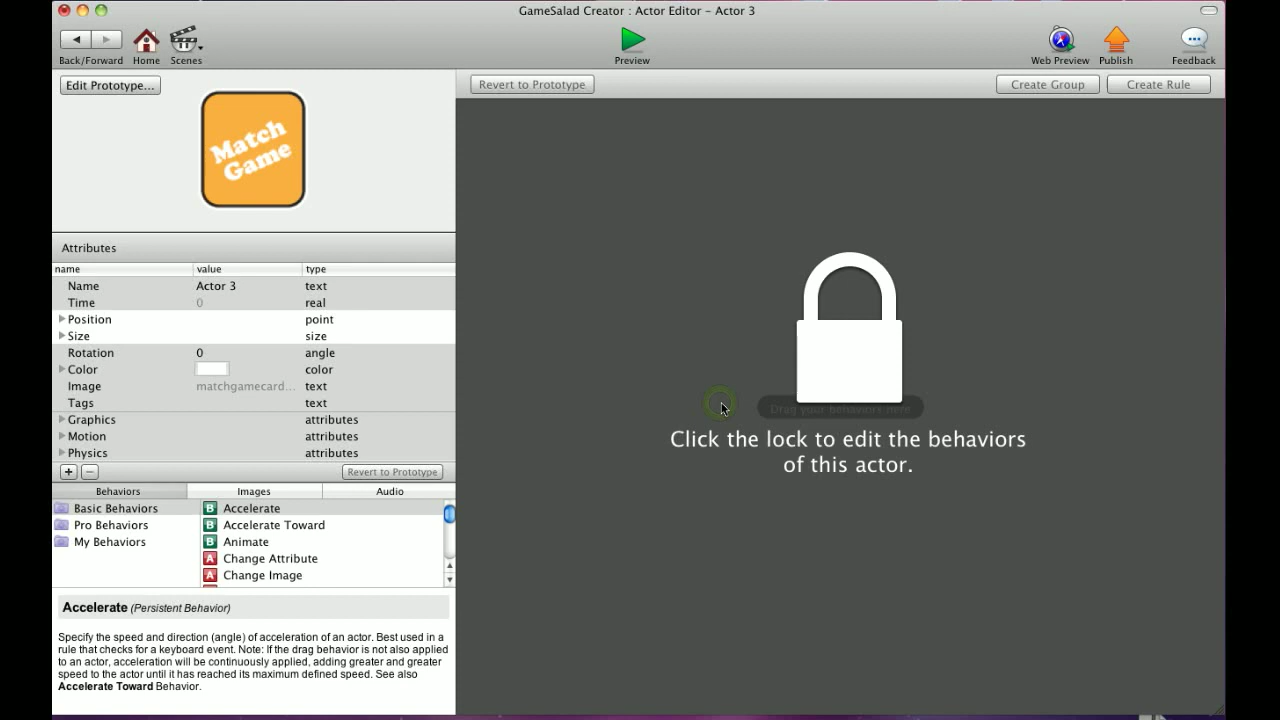 GameSalad Creator : Actor Editor – Actor 3
Back/Forward
Home
Scenes
Preview
Web Preview
Publish
Feedback
Edit Prototype...
Revert to Prototype
Create Group
Create Rule
Match
Game
Attributes
name value type
Name Actor 3 text
Time 0 real
Position point
Size size
Rotation 0 angle
Color color
Image matchgamecard... text
Tags text
Graphics attributes
Motion attributes
Physics attributes
Revert to Prototype
Behaviors Images Audio
Basic Behaviors
Pro Behaviors
My Behaviors
B Accelerate
B Accelerate Toward
B Animate
A Change Attribute
A Change Image
Accelerate (Persistent Behavior)
Specify the speed and direction (angle) of acceleration of an actor. Best used in a
rule that checks for a keyboard event. Note: If the drag behavior is not also applied
to an actor, acceleration will be continuously applied, adding greater and greater
speed to the actor until it has reached its maximum defined speed. See also
Accelerate Toward Behavior.
Drag your behaviors here
Click the lock to edit the behaviors
of this actor.